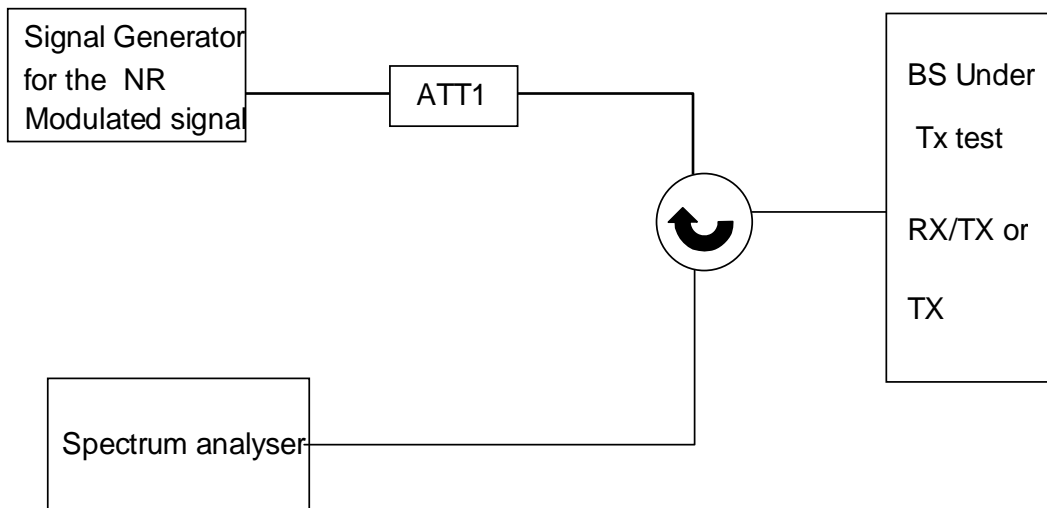 Signal Generator
for the NR
Modulated signal
ATT1
BS Under
Tx test
RX/TX or
TX
Spectrum analyser